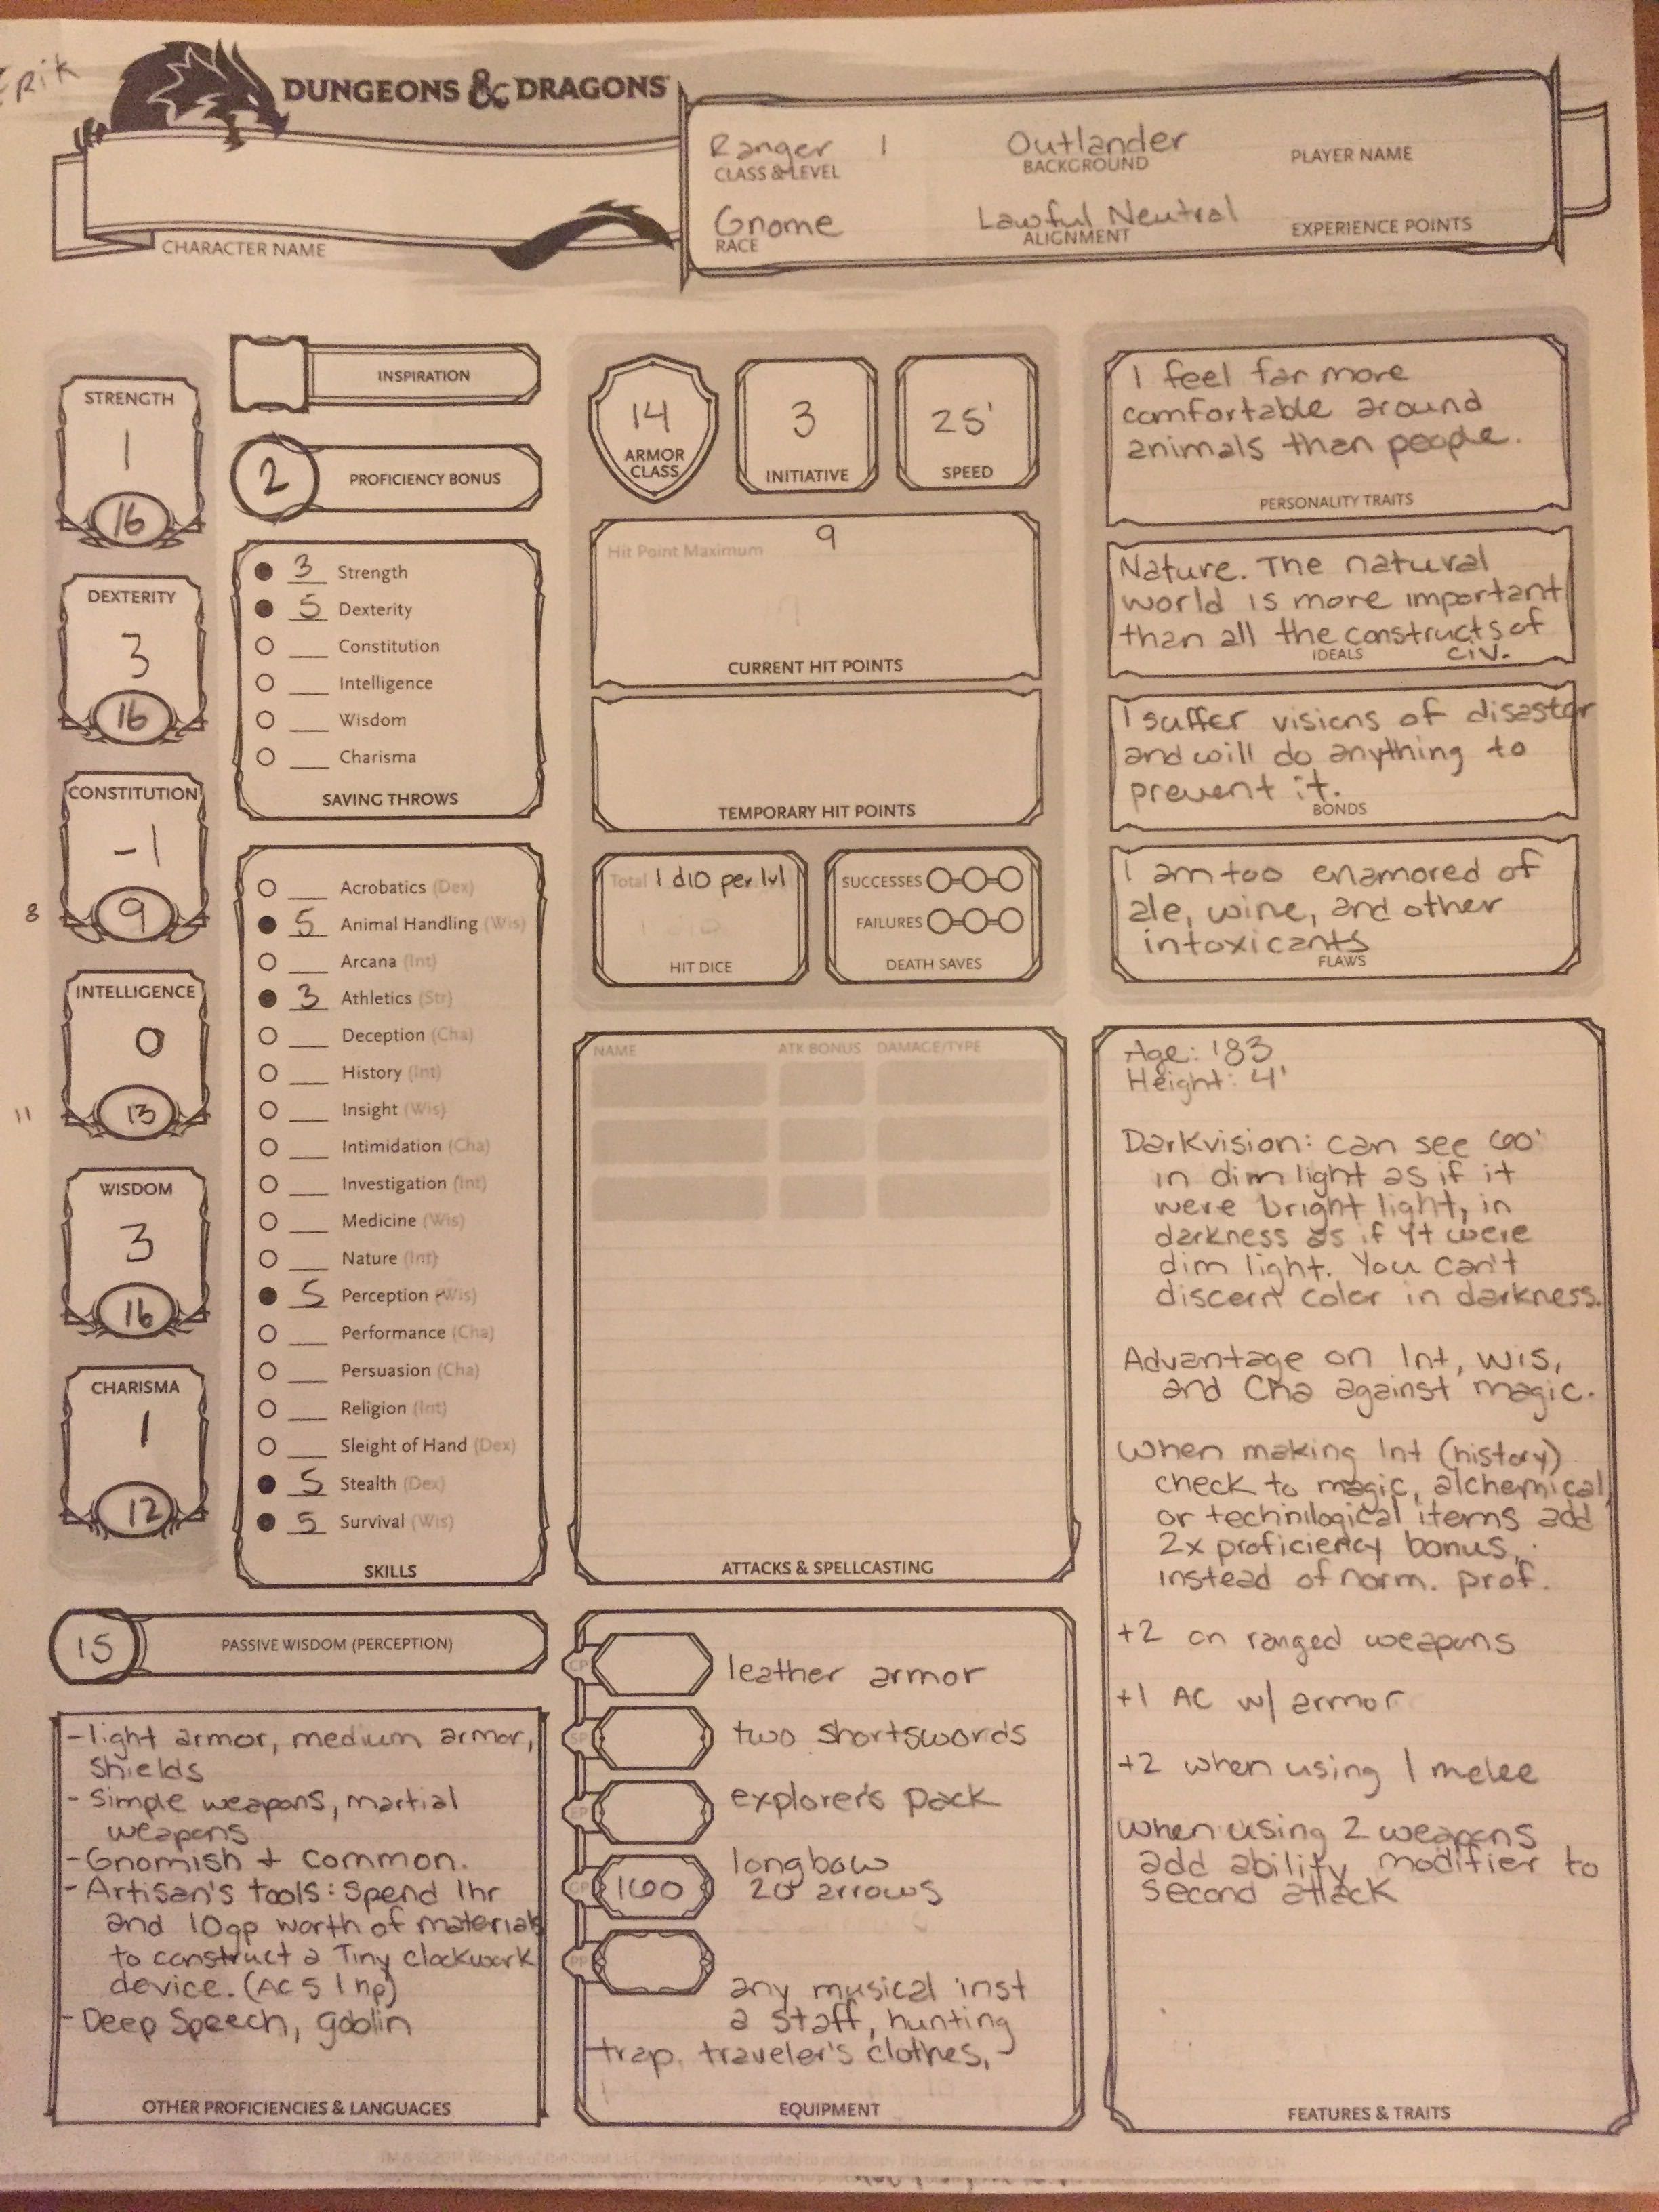 Erik
DUNGEONS & DRAGONS
CHARACTER NAME
Ranger 1
CLASS & LEVEL
Outlander
BACKGROUND
PLAYER NAME
Gnome
RACE
Lawful Neutral
ALIGNMENT
EXPERIENCE POINTS
STRENGTH
1
16
DEXTERITY
3
16
CONSTITUTION
-1
8
9
INTELLIGENCE
0
11
13
WISDOM
3
16
CHARISMA
1
12
INSPIRATION
2 PROFICIENCY BONUS
3 Strength
5 Dexterity
Constitution
Intelligence
Wisdom
Charisma
SAVING THROWS
Acrobatics (Dex)
5 Animal Handling (Wis)
Arcana (Int)
3 Athletics (Str)
Deception (Cha)
History (Int)
Insight (Wis)
Intimidation (Cha)
Investigation (Int)
Medicine (Wis)
Nature (Int)
5 Perception (Wis)
Performance (Cha)
Persuasion (Cha)
Religion (Int)
Sleight of Hand (Dex)
5 Stealth (Dex)
5 Survival (Wis)
SKILLS
15 PASSIVE WISDOM (PERCEPTION)
- light armor, medium armor,
shields
- Simple weapons, martial
weapons
- Gnomish + common.
- Artisan's tools: Spend 1hr
and 10gp worth of materials
to construct a Tiny clockwork
device. (AC 5 1 hp)
- Deep Speech, goblin
OTHER PROFICIENCIES & LANGUAGES
14
ARMOR
CLASS
3
INITIATIVE
25'
SPEED
Hit Point Maximum 9
CURRENT HIT POINTS
TEMPORARY HIT POINTS
Total 1 d10 per lvl
HIT DICE
SUCCESSES
FAILURES
DEATH SAVES
NAME ATK BONUS DAMAGE/TYPE
ATTACKS & SPELLCASTING
CP
leather armor
SP
two shortswords
EP
explorer's pack
longbow
GP 160 20 arrows
PP
any musical inst
a staff, hunting
trap, traveler's clothes,
EQUIPMENT
I feel far more
comfortable around
animals than people.
PERSONALITY TRAITS
Nature. The natural
world is more important
than all the constructs of
civ.
IDEALS
I suffer visions of disaster
and will do anything to
prevent it.
BONDS
I am too enamored of
ale, wine, and other
intoxicants
FLAWS
Age: 183
Height: 4'
Darkvision: can see 60'
in dim light as if it
were bright light, in
darkness as if it were
dim light. You can't
discern color in darkness.
Advantage on Int, Wis,
and Cha against magic.
When making Int (history)
check to magic, alchemical,
or technilogical items add
2x proficiency bonus,
instead of norm. prof.
+2 on ranged weapons
+1 AC w/ armor
+2 when using 1 melee
When using 2 weapons
add ability modifier to
second attack
FEATURES & TRAITS